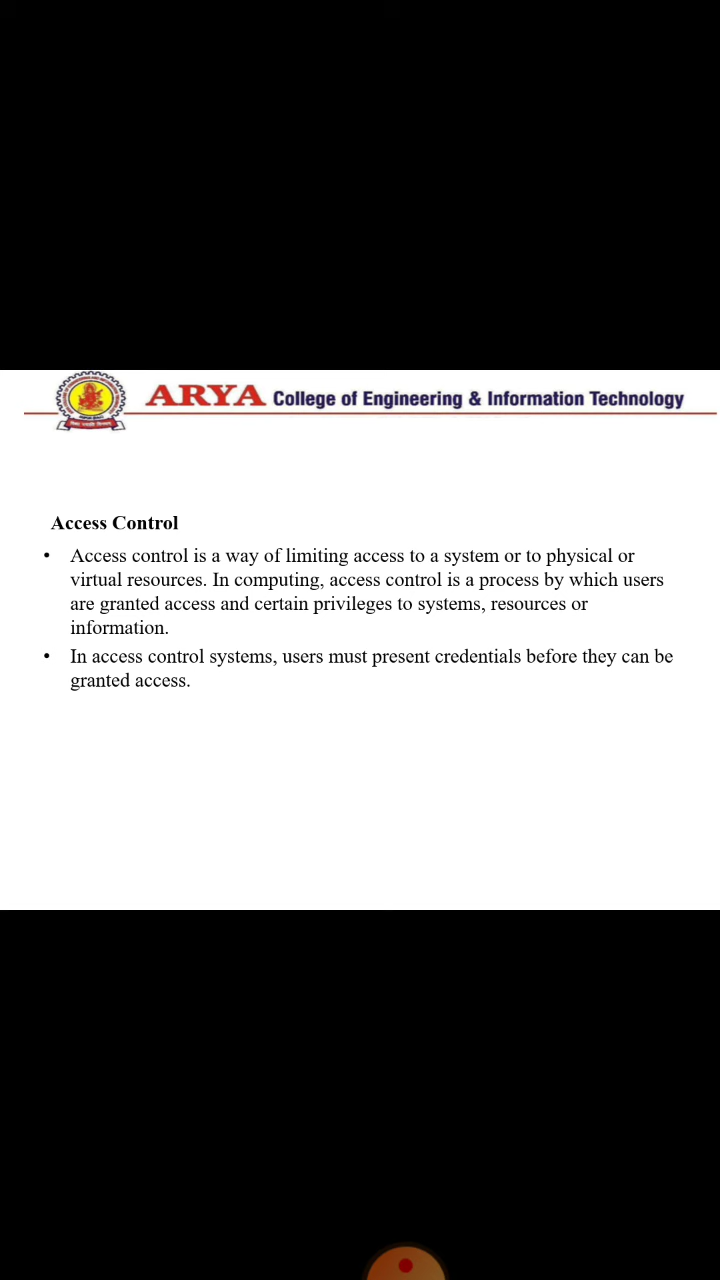 ARYA College of Engineering & Information Technology
Access Control
• Access control is a way of limiting access to a system or to physical or
virtual resources. In computing, access control is a process by which users
are granted access and certain privileges to systems, resources or
information.
• In access control systems, users must present credentials before they can be
granted access.